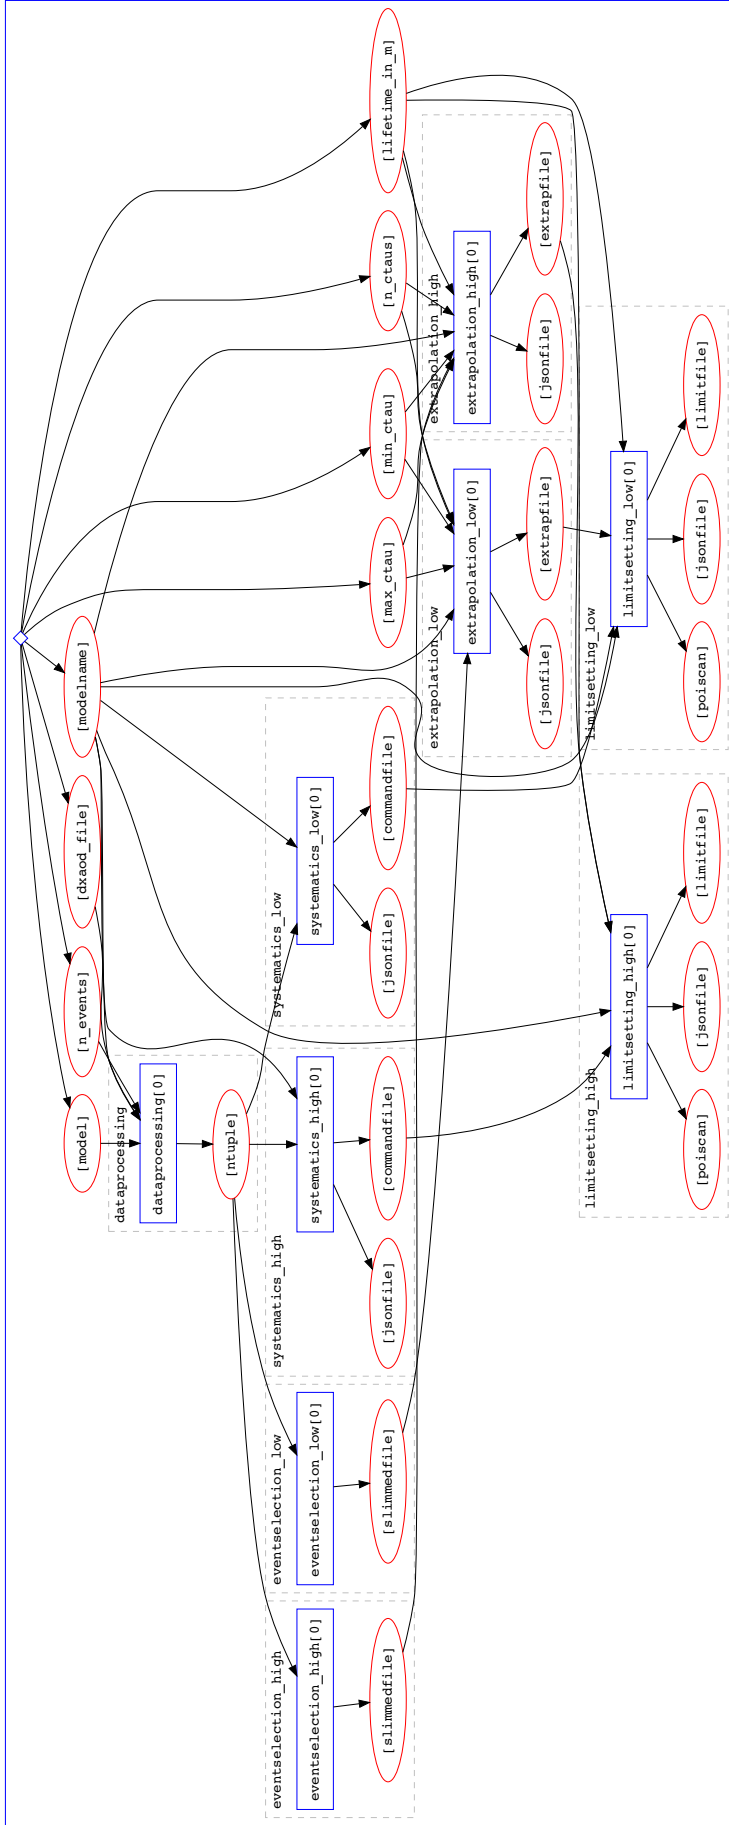 [model] [n_events] [dxaod_file] [modelname]
dataprocessing
dataprocessing[0]
[ntuple]
eventselection_high eventselection_low systematics_high systematics_low
eventselection_high[0] eventselection_low[0] systematics_high[0] systematics_low[0]
[slimmedfile] [slimmedfile] [jsonfile] [commandfile] [jsonfile] [commandfile] [max_ctau] [min_ctau] [n_ctaus] [lifetime_in_m]
extrapolation_low extrapolation_high
extrapolation_low[0] extrapolation_high[0]
[jsonfile] [extrapfile] [jsonfile] [extrapfile]
limitsetting_high limitsetting_low
limitsetting_high[0] limitsetting_low[0]
[poiscan] [jsonfile] [limitfile] [poiscan] [jsonfile] [limitfile]